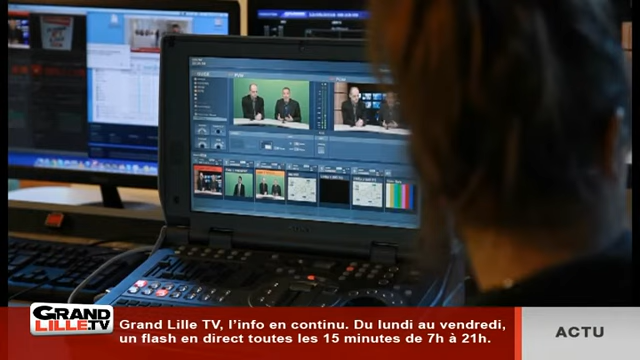 GRAND
LILLE.TV
Grand Lille TV, l'info en continu. Du lundi au vendredi,
un flash en direct toutes les 15 minutes de 7h à 21h.
ACTU